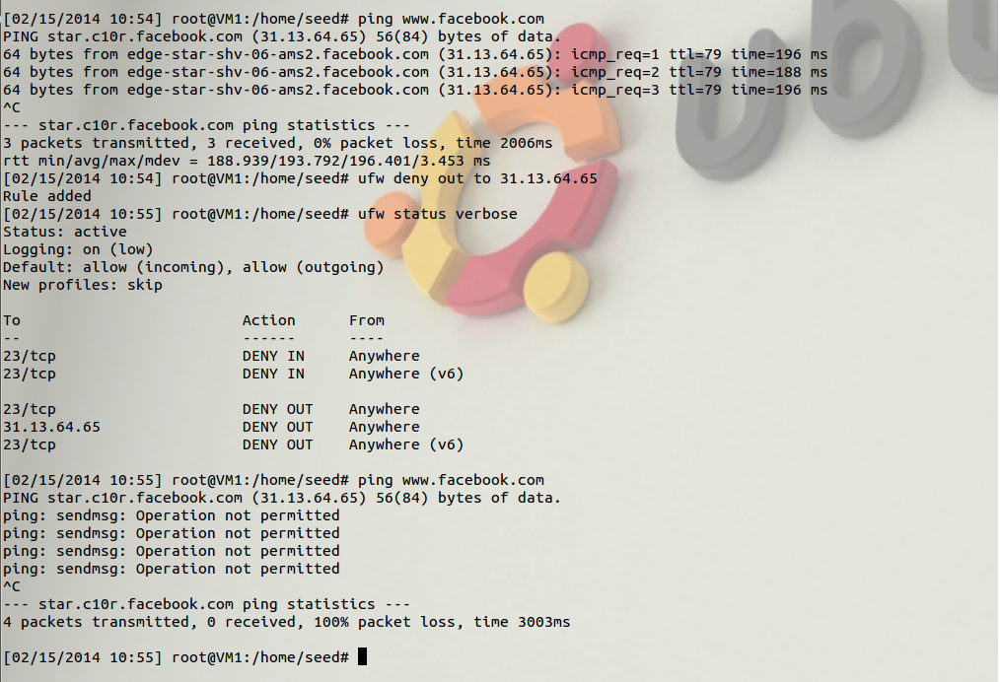 [02/15/2014 10:54] root@VM1:/home/seed# ping www.facebook.com
PING star.c10r.facebook.com (31.13.64.65) 56(84) bytes of data.
64 bytes from edge-star-shv-06-ams2.facebook.com (31.13.64.65): icmp_req=1 ttl=79 time=196 ms
64 bytes from edge-star-shv-06-ams2.facebook.com (31.13.64.65): icmp_req=2 ttl=79 time=188 ms
64 bytes from edge-star-shv-06-ams2.facebook.com (31.13.64.65): icmp_req=3 ttl=79 time=196 ms
^C
--- star.c10r.facebook.com ping statistics ---
3 packets transmitted, 3 received, 0% packet loss, time 2006ms
rtt min/avg/max/mdev = 188.939/193.792/196.401/3.453 ms
[02/15/2014 10:54] root@VM1:/home/seed# ufw deny out to 31.13.64.65
Rule added
[02/15/2014 10:55] root@VM1:/home/seed# ufw status verbose
Status: active
Logging: on (low)
Default: allow (incoming), allow (outgoing)
New profiles: skip

To                         Action      From
--                         ------      ----
23/tcp                     DENY IN     Anywhere
23/tcp                     DENY IN     Anywhere (v6)

23/tcp                     DENY OUT    Anywhere
31.13.64.65                DENY OUT    Anywhere
23/tcp                     DENY OUT    Anywhere (v6)

[02/15/2014 10:55] root@VM1:/home/seed# ping www.facebook.com
PING star.c10r.facebook.com (31.13.64.65) 56(84) bytes of data.
ping: sendmsg: Operation not permitted
ping: sendmsg: Operation not permitted
ping: sendmsg: Operation not permitted
ping: sendmsg: Operation not permitted
^C
--- star.c10r.facebook.com ping statistics ---
4 packets transmitted, 0 received, 100% packet loss, time 3003ms

[02/15/2014 10:55] root@VM1:/home/seed#